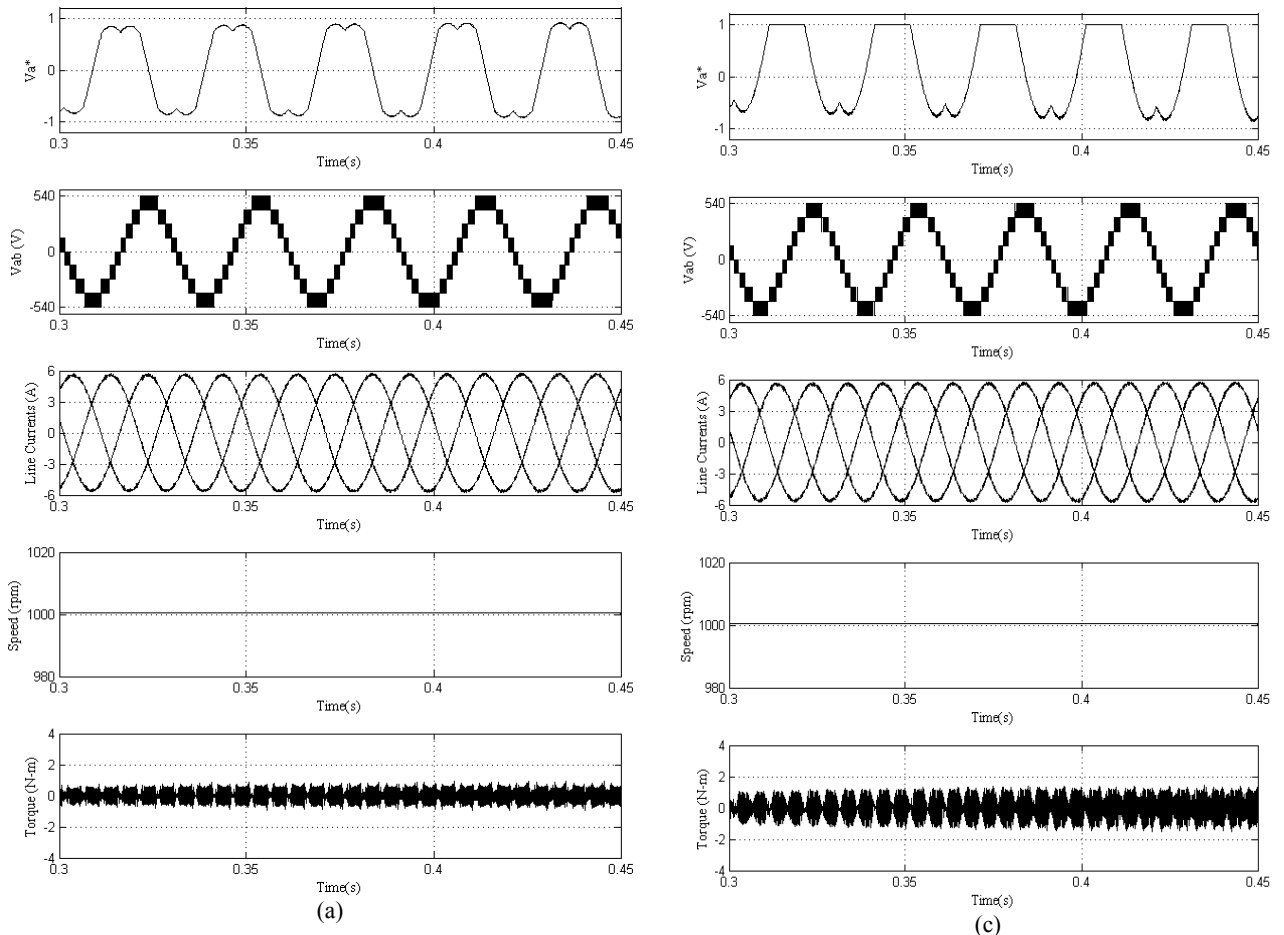 1
0
-1
Va*
0.3 0.35 0.4 0.45
Time(s)
540
0
-540
Vab (V)
0.3 0.35 0.4 0.45
Time(s)
6
3
0
-3
-6
Line Currents (A)
0.3 0.35 0.4 0.45
Time(s)
1020
1000
980
Speed (rpm)
0.3 0.35 0.4 0.45
Time(s)
4
2
0
-2
-4
Torque (N-m)
0.3 0.35 0.4 0.45
Time(s)
(a)
1
0
-1
Va*
0.3 0.35 0.4 0.45
Time(s)
540
0
-540
Vab (V)
0.3 0.35 0.4 0.45
Time(s)
6
3
0
-3
-6
Line Currents (A)
0.3 0.35 0.4 0.45
Time(s)
1020
1000
980
Speed (rpm)
0.3 0.35 0.4 0.45
Time(s)
4
2
0
-2
-4
Torque (N-m)
0.3 0.35 0.4 0.45
Time(s)
(c)